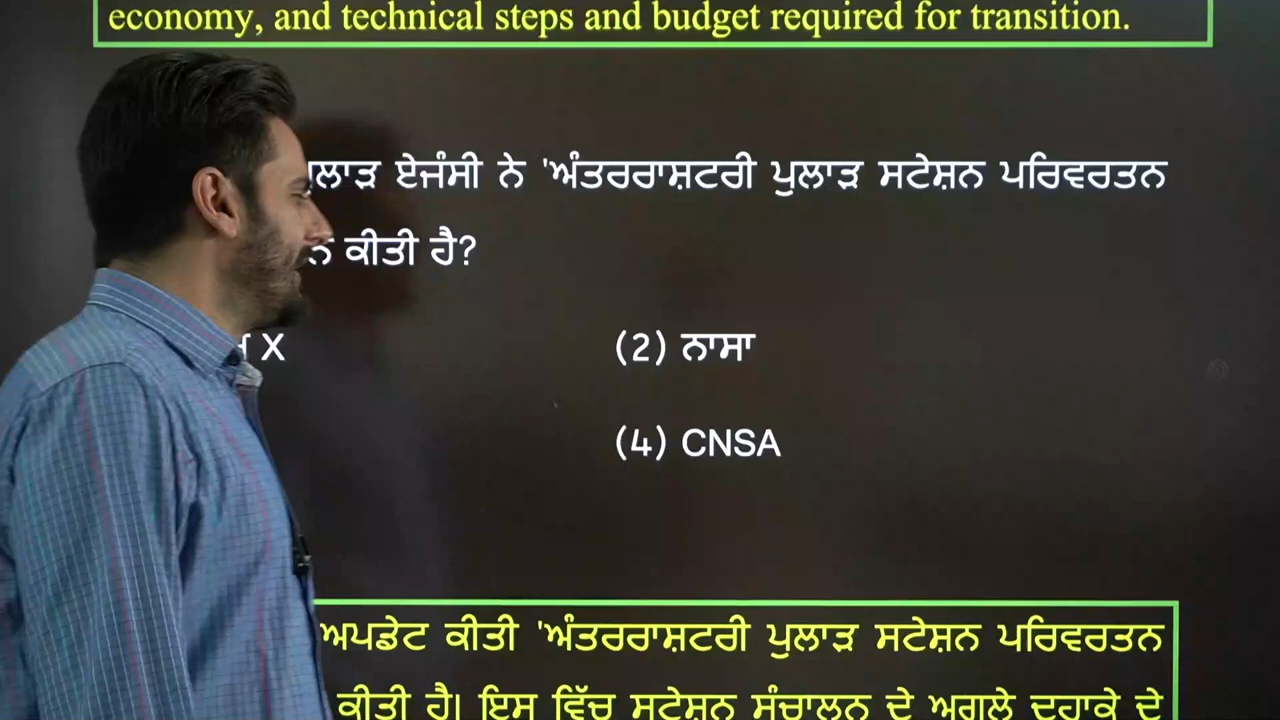 economy, and technical steps and budget required for transition.
ਏਜੰਸੀ ਨੇ 'ਅੰਤਰਰਾਸ਼ਟਰੀ ਪੁਲਾੜ ਸਟੇਸ਼ਨ ਪਰਿਵਰਤਨ
ਕੀਤੀ ਹੈ?
X (2) ਨਾਸਾ
(4) CNSA
ਅਪਡੇਟ ਕੀਤੀ 'ਅੰਤਰਰਾਸ਼ਟਰੀ ਪੁਲਾੜ ਸਟੇਸ਼ਨ ਪਰਿਵਰਤਨ
ਕੀਤੀ ਹੈ। ਇਸ ਵਿੱਚ ਸਟੇਸ਼ਨ ਸੰਚਾਲਨ ਦੇ ਅਗਲੇ ਦਹਾਕੇ ਦੇ